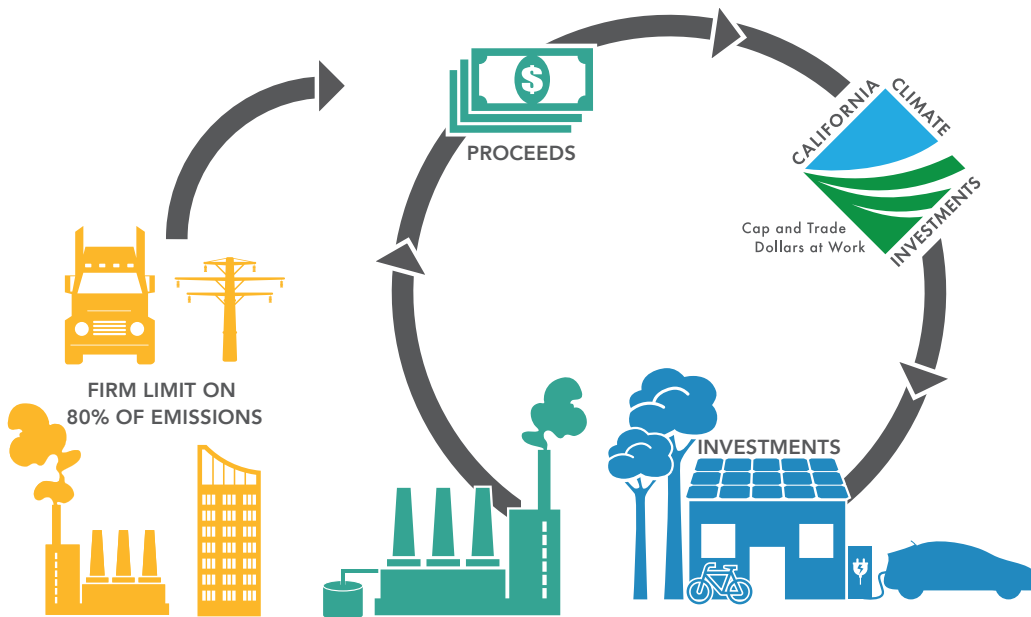 $
PROCEEDS
CALIFORNIA
CLIMATE
INVESTMENTS
Cap and Trade
Dollars at Work
FIRM LIMIT ON
80% OF EMISSIONS
INVESTMENTS